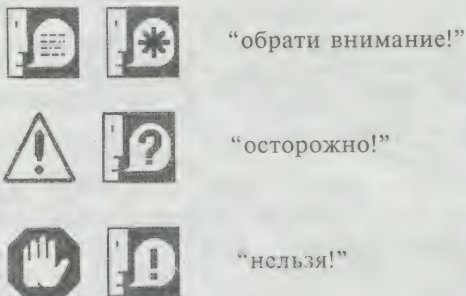 “обрати внимание!”
“осторожно!”
“нельзя!”